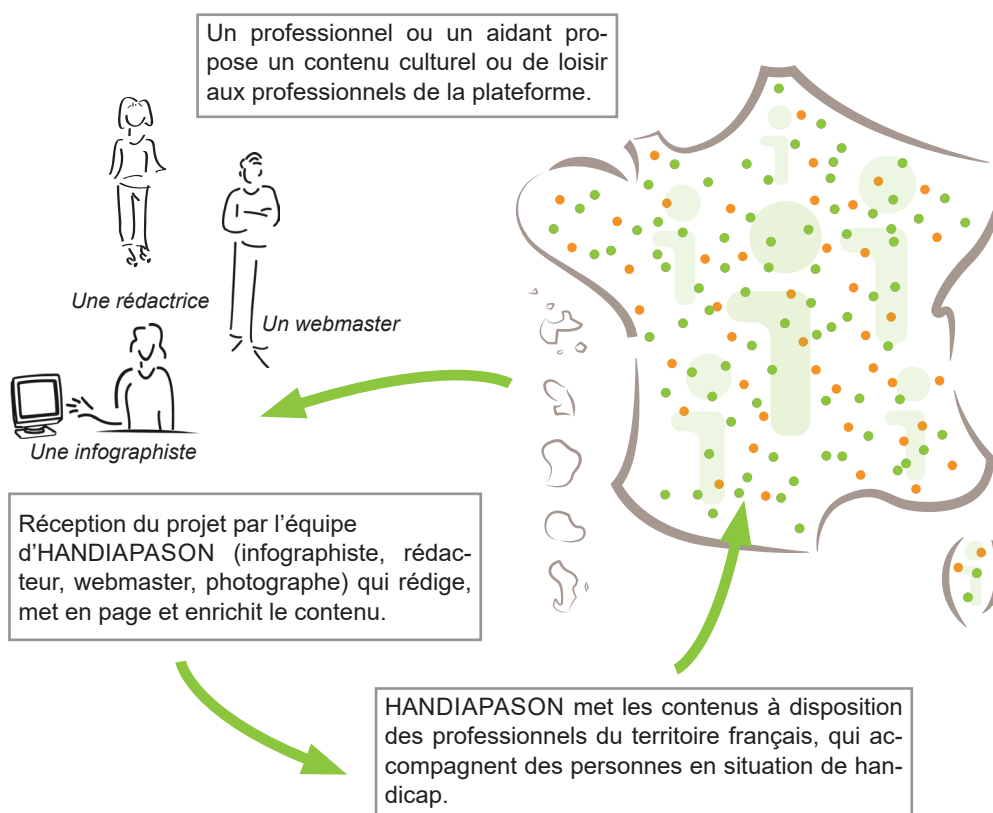 Un professionnel ou un aidant pro-
pose un contenu culturel ou de loisir
aux professionnels de la plateforme.
Une rédactrice
Un webmaster
Une infographiste
Réception du projet par l'équipe
d'HANDIAPASON (infographiste, rédac-
teur, webmaster, photographe) qui rédige,
met en page et enrichit le contenu.
HANDIAPASON met les contenus à disposition
des professionnels du territoire français, qui ac-
compagnent des personnes en situation de han-
dicap.